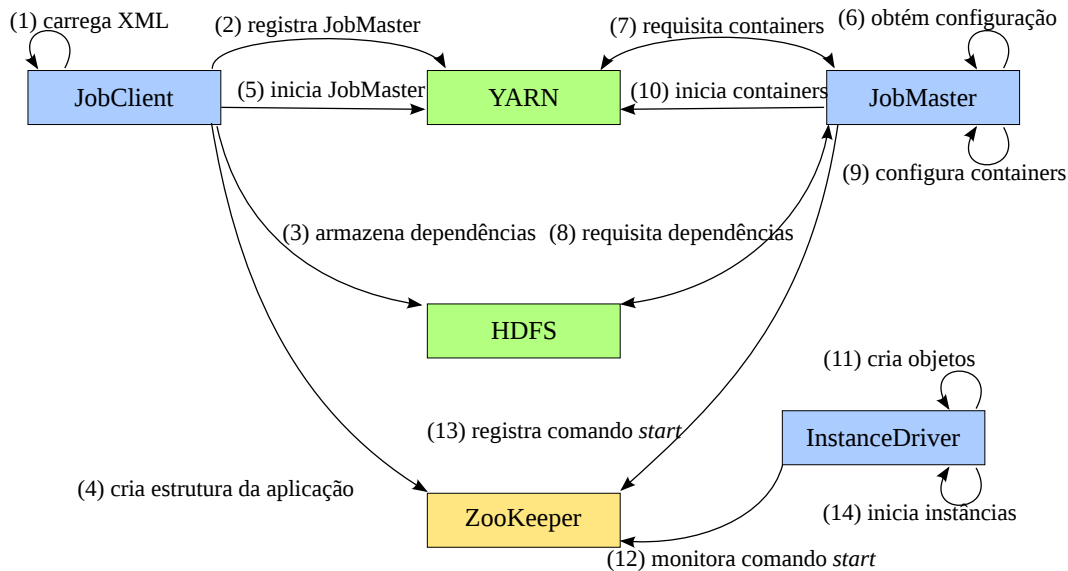 (1) carrega XML
(2) registra JobMaster
(7) requisita containers
(6) obtém configuração
JobClient
(5) inicia JobMaster
YARN
(10) inicia containers
JobMaster
(9) configura containers
(3) armazena dependências
(8) requisita dependências
HDFS
(11) cria objetos
(13) registra comando start
InstanceDriver
(4) cria estrutura da aplicação
ZooKeeper
(14) inicia instâncias
(12) monitora comando start